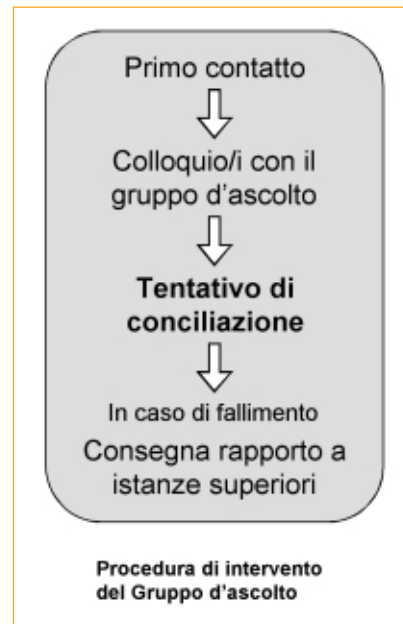 Primo contatto
Colloquio/i con il
gruppo d'ascolto
Tentativo di
conciliazione
In caso di fallimento
Consegna rapporto a
istanze superiori
Procedura di intervento
del Gruppo d'ascolto